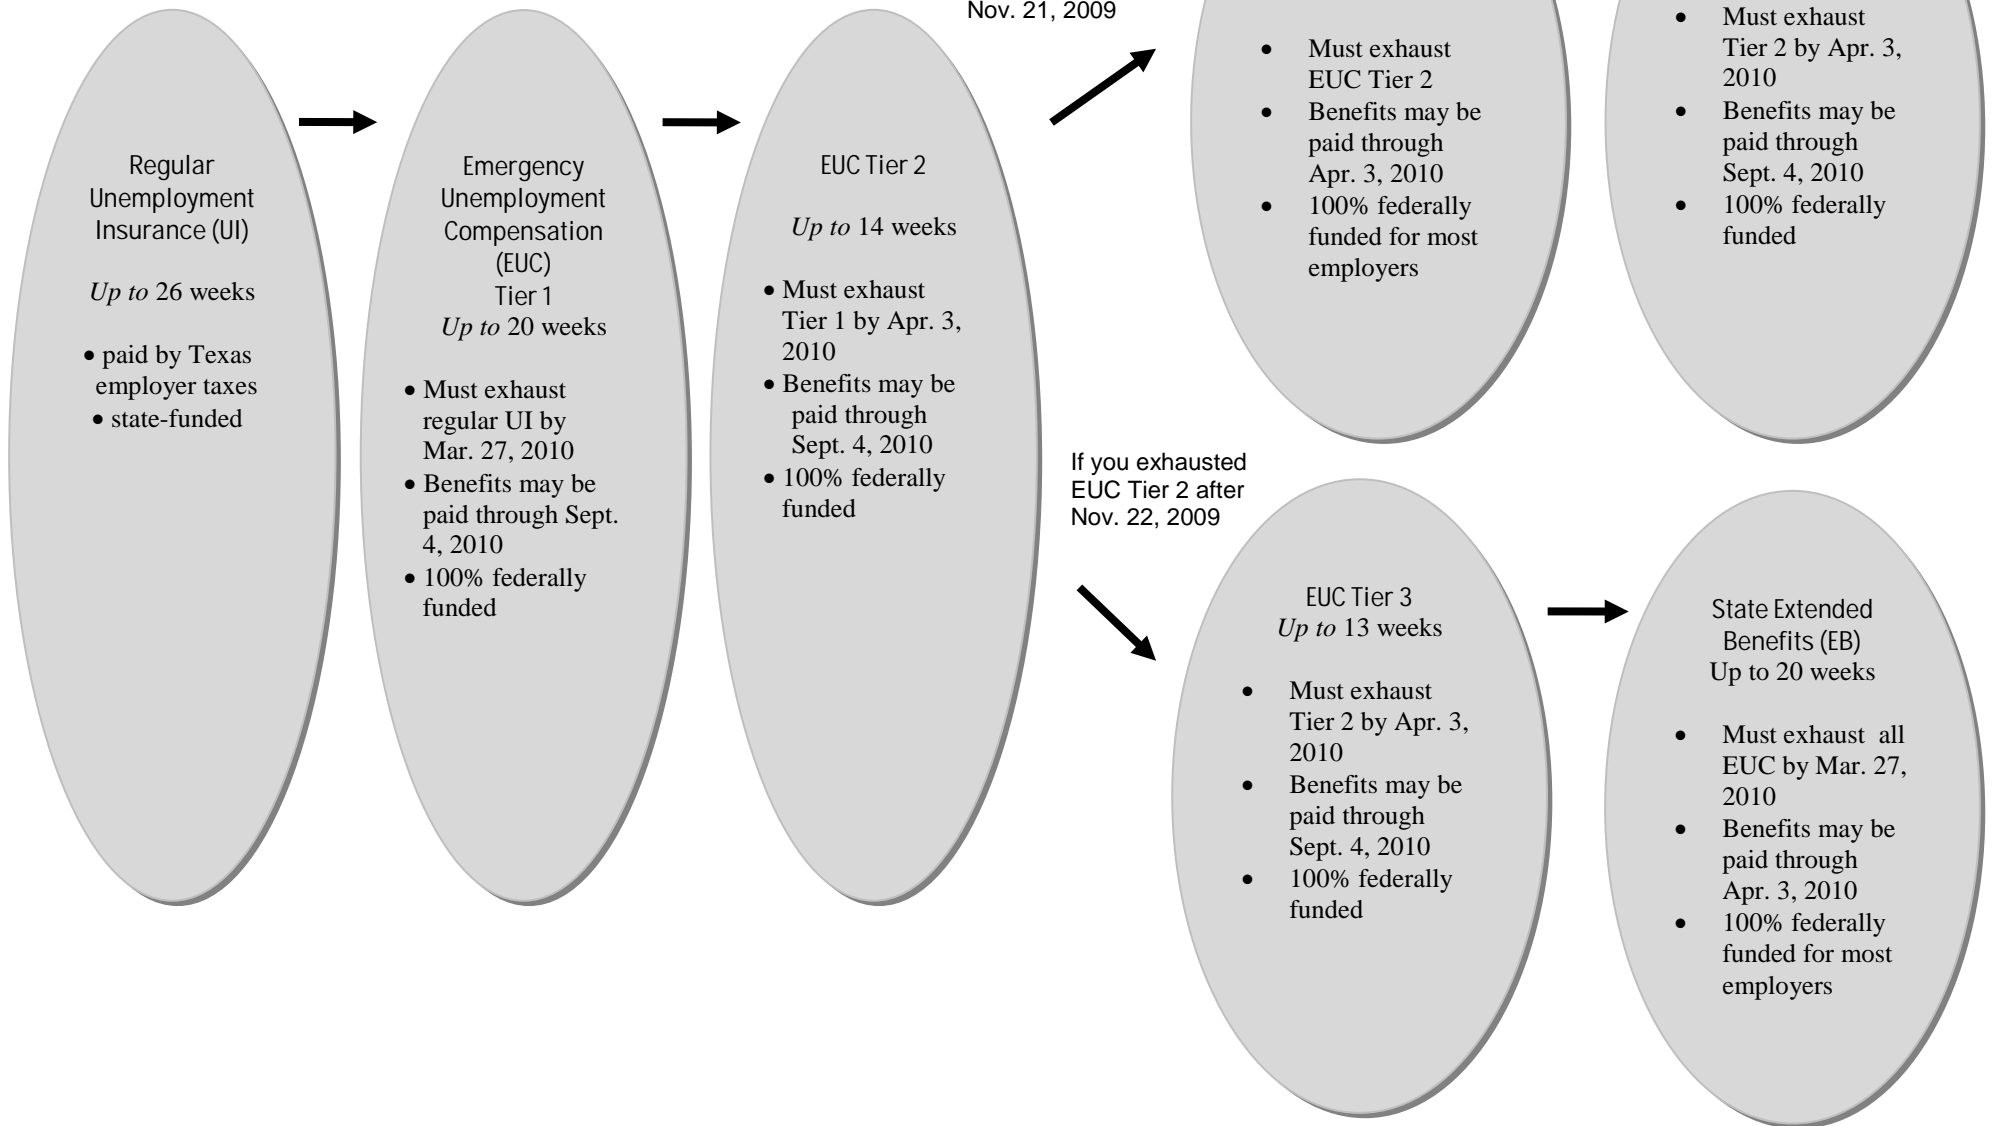 Nov. 21, 2009
• Must exhaust
EUC Tier 2
• Benefits may be
paid through
Apr. 3, 2010
• 100% federally
funded for most
employers
• Must exhaust
Tier 2 by Apr. 3,
2010
• Benefits may be
paid through
Sept. 4, 2010
• 100% federally
funded
Regular
Unemployment
Insurance (UI)
Up to 26 weeks
• paid by Texas
employer taxes
• state-funded
Emergency
Unemployment
Compensation
(EUC)
Tier 1
Up to 20 weeks
• Must exhaust
regular UI by
Mar. 27, 2010
• Benefits may be
paid through Sept.
4, 2010
• 100% federally
funded
EUC Tier 2
Up to 14 weeks
• Must exhaust
Tier 1 by Apr. 3,
2010
• Benefits may be
paid through
Sept. 4, 2010
• 100% federally
funded
If you exhausted
EUC Tier 2 after
Nov. 22, 2009
EUC Tier 3
Up to 13 weeks
• Must exhaust
Tier 2 by Apr. 3,
2010
• Benefits may be
paid through
Sept. 4, 2010
• 100% federally
funded
State Extended
Benefits (EB)
Up to 20 weeks
• Must exhaust all
EUC by Mar. 27,
2010
• Benefits may be
paid through
Apr. 3, 2010
• 100% federally
funded for most
employers